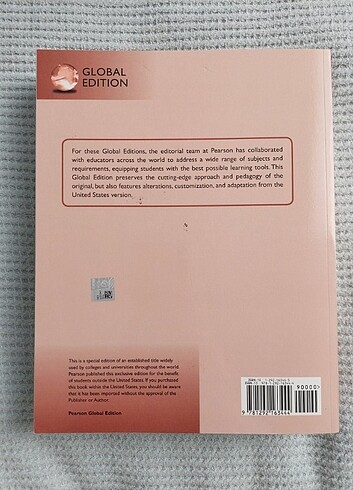 GLOBAL
EDITION
For these Global Editions, the editorial team at Pearson has collaborated
with educators across the world to address a wide range of subjects and
requirements, equipping students with the best possible learning tools. This
Global Edition preserves the cutting-edge approach and pedagogy of the
original, but also features alterations, customization, and adaptation from the
United States version.
This is a special edition of an established title widely
used by colleges and universities throughout the world.
Pearson published this exclusive edition for the benefit
of students outside the United States. If you purchased
this book within the United States, you should be aware
that it has been imported without the approval of the
Publisher or Author.
Pearson Global Edition
90000
9 781292 163444